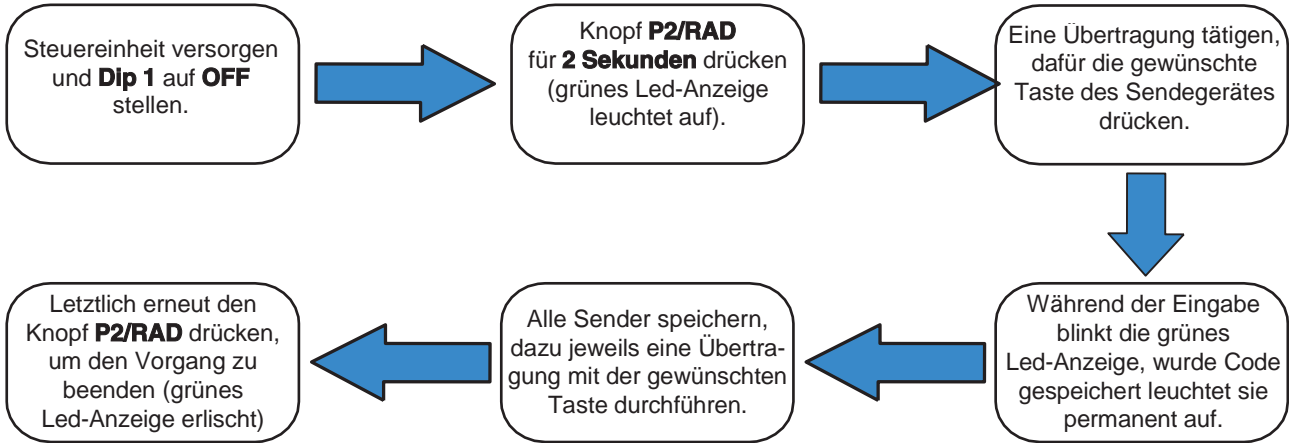 Steuereinheit versorgen
und Dip 1 auf OFF
stellen.
Knopf P2/RAD
für 2 Sekunden drücken
(grünes Led-Anzeige
leuchtet auf).
Eine Übertragung tätigen,
dafür die gewünschte
Taste des Sendegerätes
drücken.
Während der Eingabe
blinkt die grünes
Led-Anzeige, wurde Code
gespeichert leuchtet sie
permanent auf.
Alle Sender speichern,
dazu jeweils eine Übertra-
gung mit der gewünschten
Taste durchführen.
Letztlich erneut den
Knopf P2/RAD drücken,
um den Vorgang zu
beenden (grünes
Led-Anzeige erlischt)